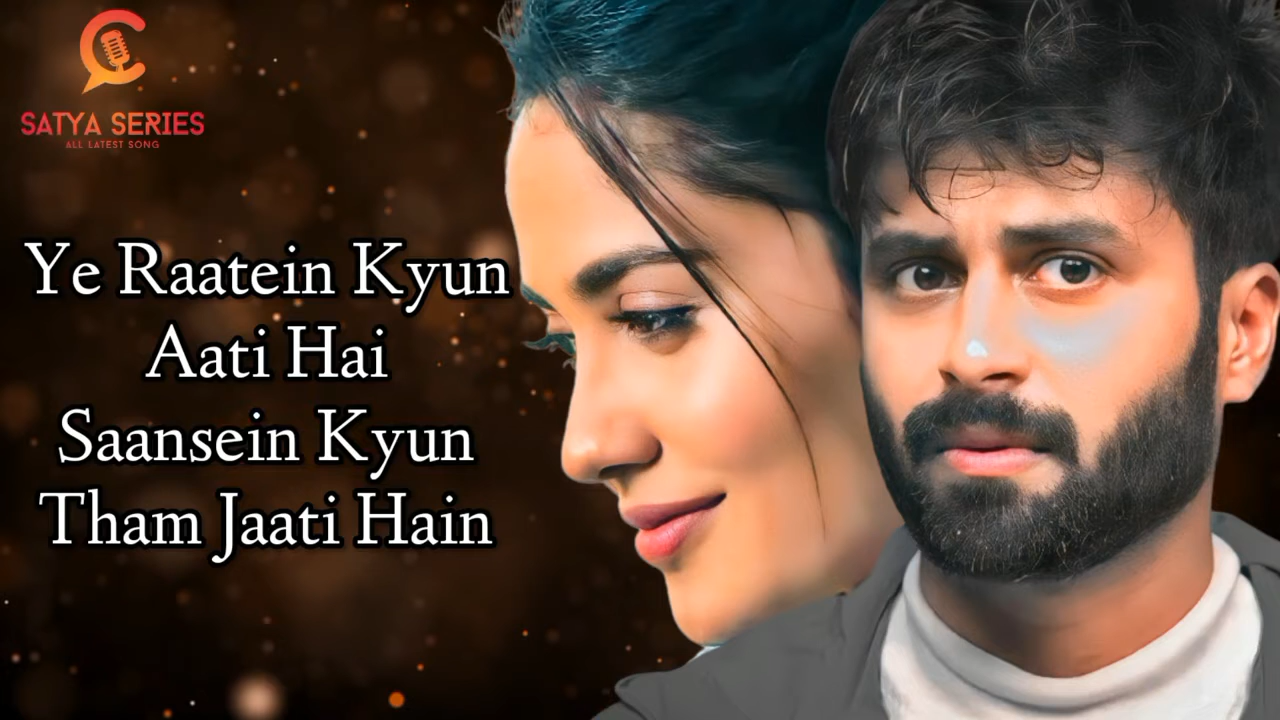 SATYA SERIES
ALL LATEST SONG
Ye Raatein Kyun
Aati Hai
Saansein Kyun
Tham Jaati Hain